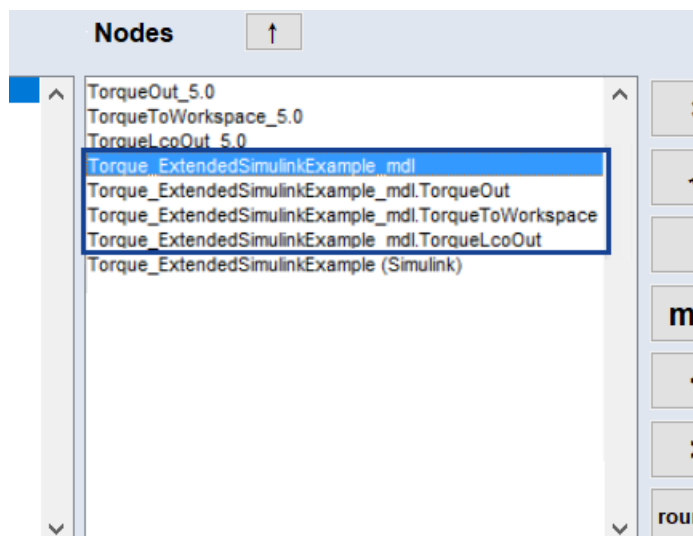 Nodes ↑
TorqueOut_5.0
TorqueToWorkspace_5.0
TorqueLcoOut_5.0
Torque_ExtendedSimulinkExample_mdl
Torque_ExtendedSimulinkExample_mdl.TorqueOut
Torque_ExtendedSimulinkExample_mdl.TorqueToWorkspace
Torque_ExtendedSimulinkExample_mdl.TorqueLcoOut
Torque_ExtendedSimulinkExample (Simulink)